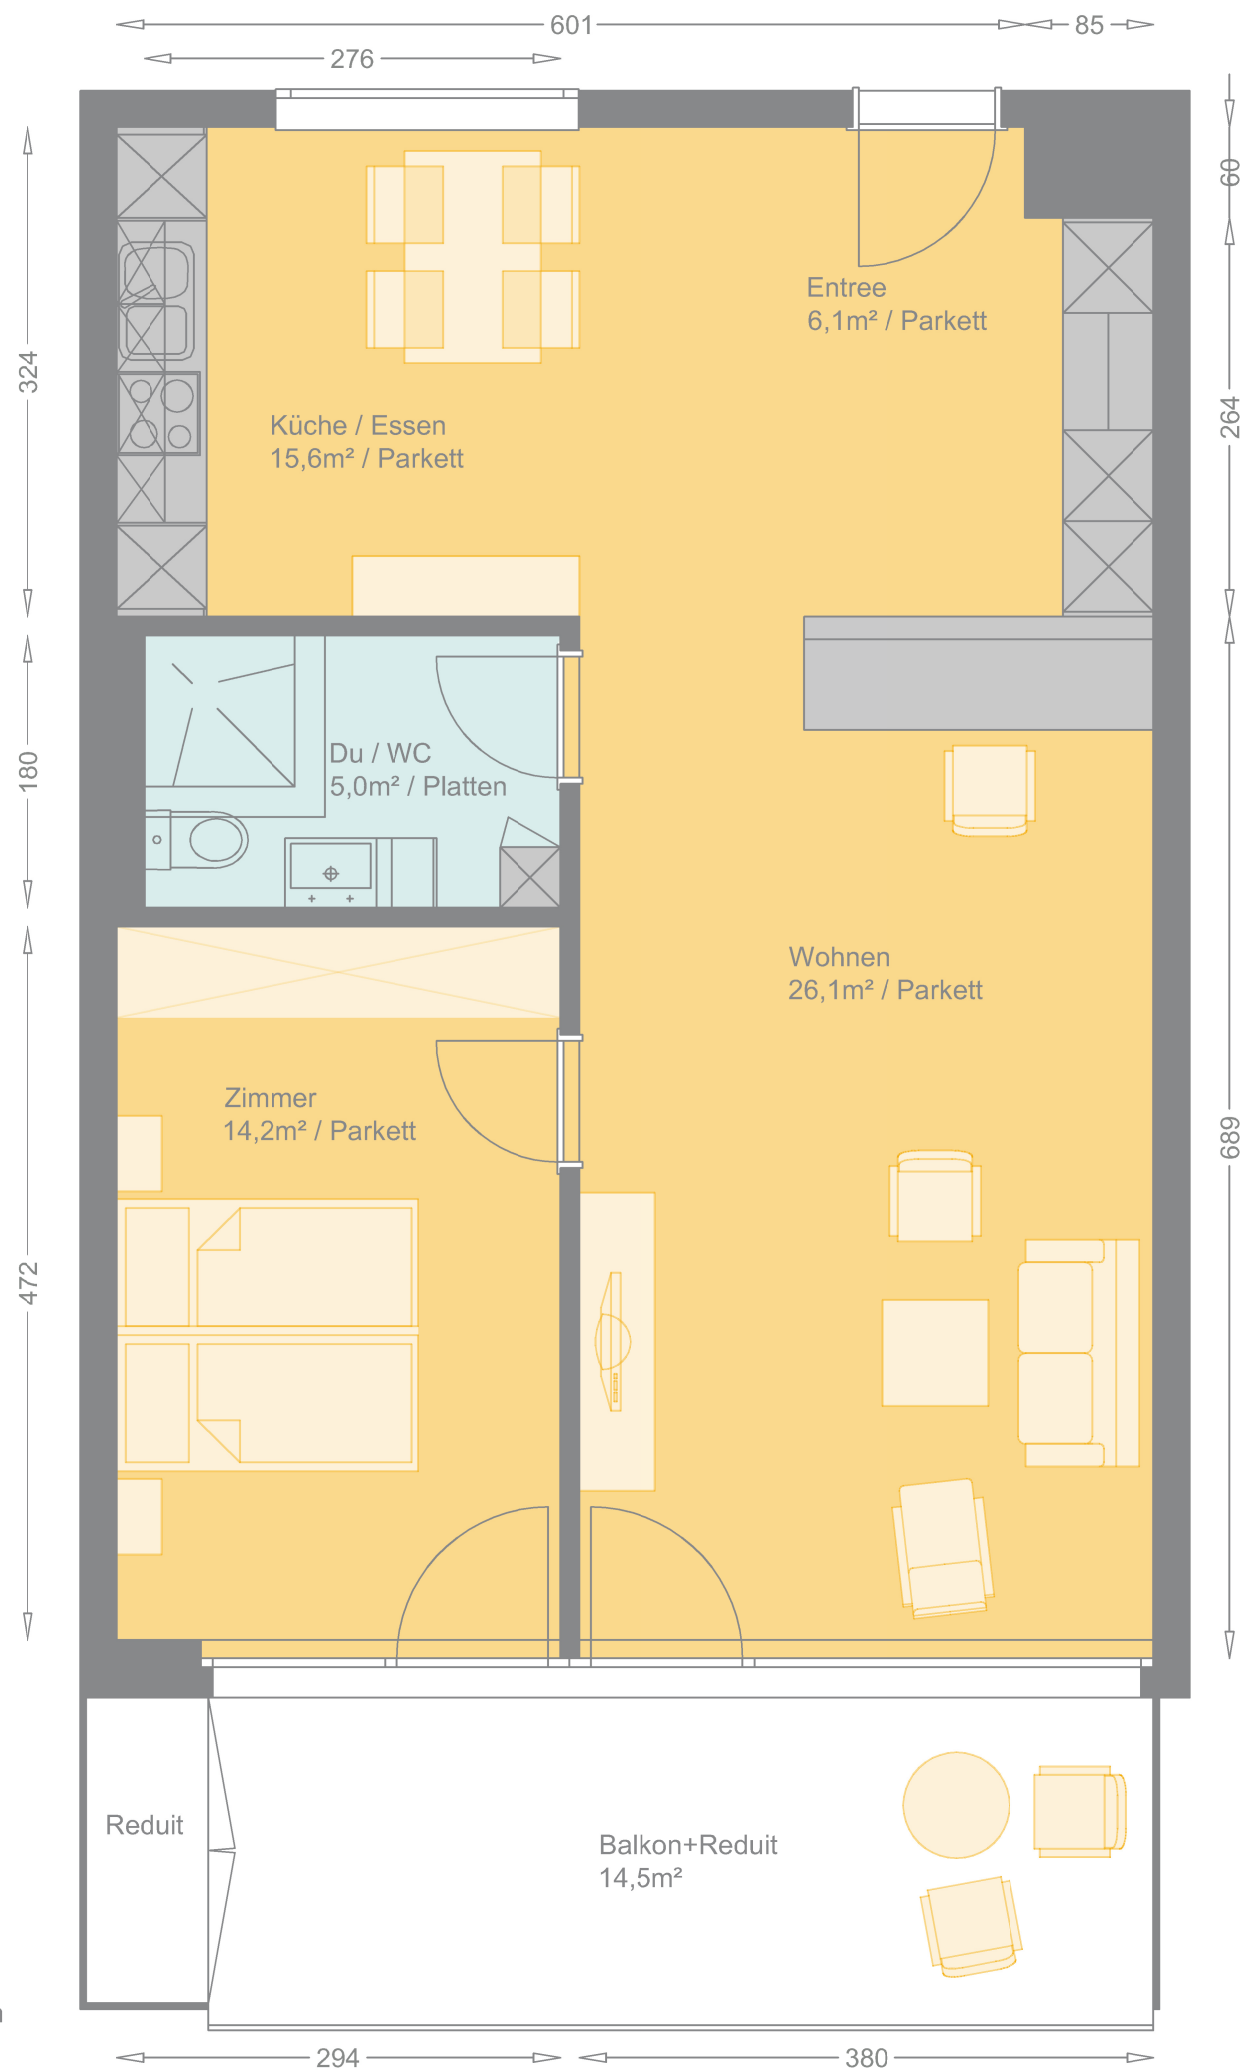 601
85
276
60
324
264
Entree
6,1m² / Parkett
Küche / Essen
15,6m² / Parkett
180
Du / WC
5,0m² / Platten
Wohnen
26,1m² / Parkett
Zimmer
14,2m² / Parkett
689
472
Reduit
Balkon+Reduit
14,5m²
294
380